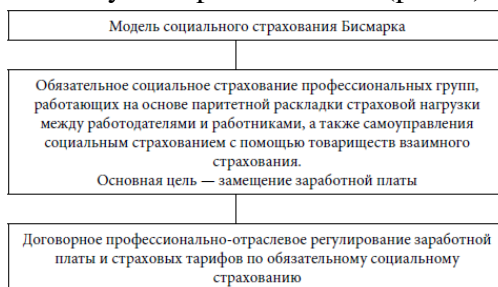 Модель социального страхования Бисмарка
Обязательное социальное страхование профессиональных групп,
работающих на основе паритетной раскладки страховой нагрузки
между работодателями и работниками, а также самоуправления
социальным страхованием с помощью товариществ взаимного
страхования.
Основная цель — замещение заработной платы
Договорное профессионально-отраслевое регулирование заработной
платы и страховых тарифов по обязательному социальному
страхованию